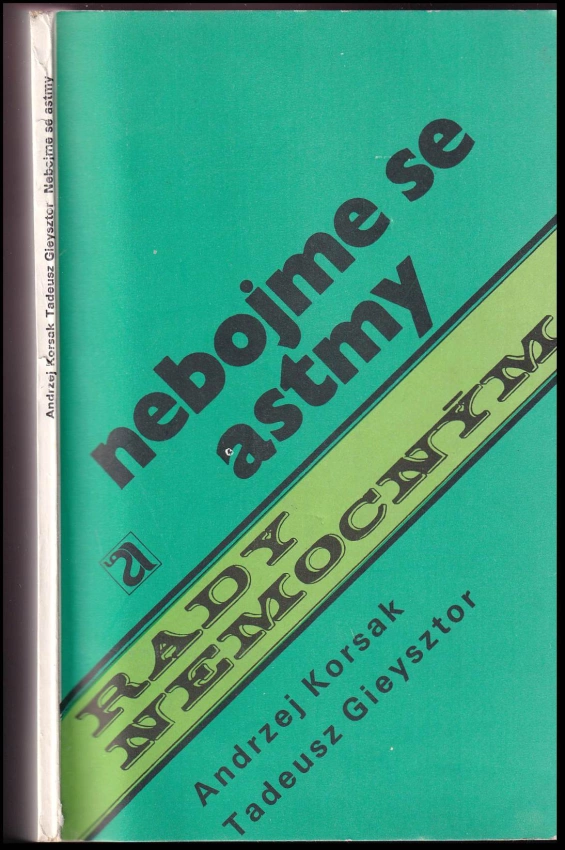 Andrzej Korsak Tadeusz Gieysztor Nebojme se astmy
nebojme se
astmy
RADY
NEMOCNÝM
Andrzej Korsak
Tadeusz Gieysztor